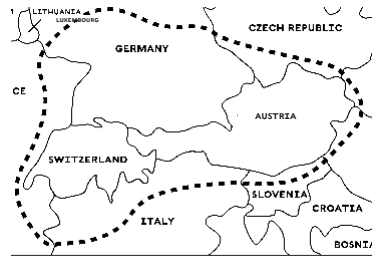 LITHUANIA
LUXEMBOURG
CZECH REPUBLIC
GERMANY
CE
AUSTRIA
SWITZERLAND
SLOVENIA
ITALY
CROATIA
BOSNIA